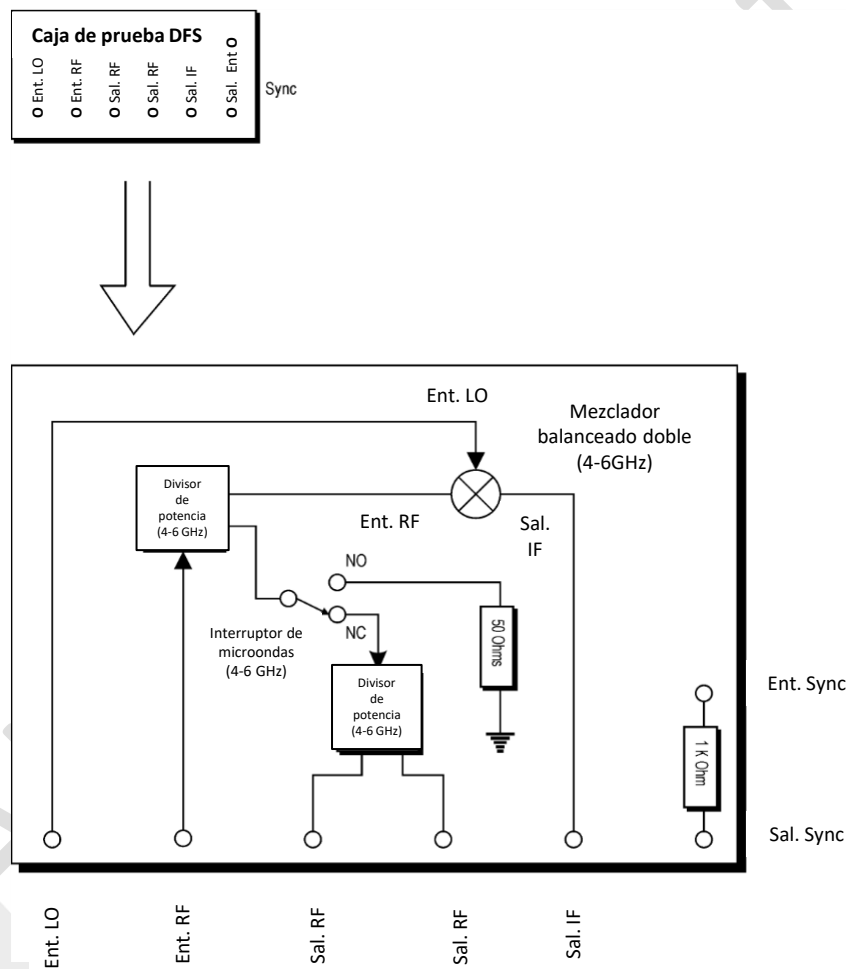 Caja de prueba DFS
O Ent. LO
O Ent. RF
O Sal. RF
O Sal. RF
O Sal. IF
O Sal. Ent O
Sync
Ent. LO
Mezclador
balanceado doble
(4-6GHz)
Divisor
de
potencia
(4-6 GHz)
Ent. RF
Sal.
IF
NO
NC
Interruptor de
microondas
(4-6 GHz)
50 Ohms
Divisor
de
potencia
(4-6 GHz)
Ent. Sync
1 K Ohm
Sal. Sync
Ent. LO
Ent. RF
Sal. RF
Sal. RF
Sal. IF